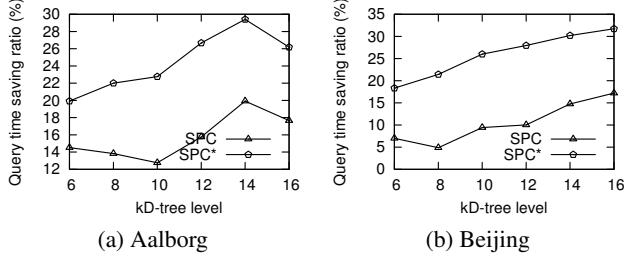 Query time saving ratio (%)
30
28
26
24
22
20
18
16
14
12
6 8 10 12 14 16
SPC
SPC*
kD-tree level
(a) Aalborg
Query time saving ratio (%)
35
30
25
20
15
10
5
0
6 8 10 12 14 16
SPC
SPC*
kD-tree level
(b) Beijing